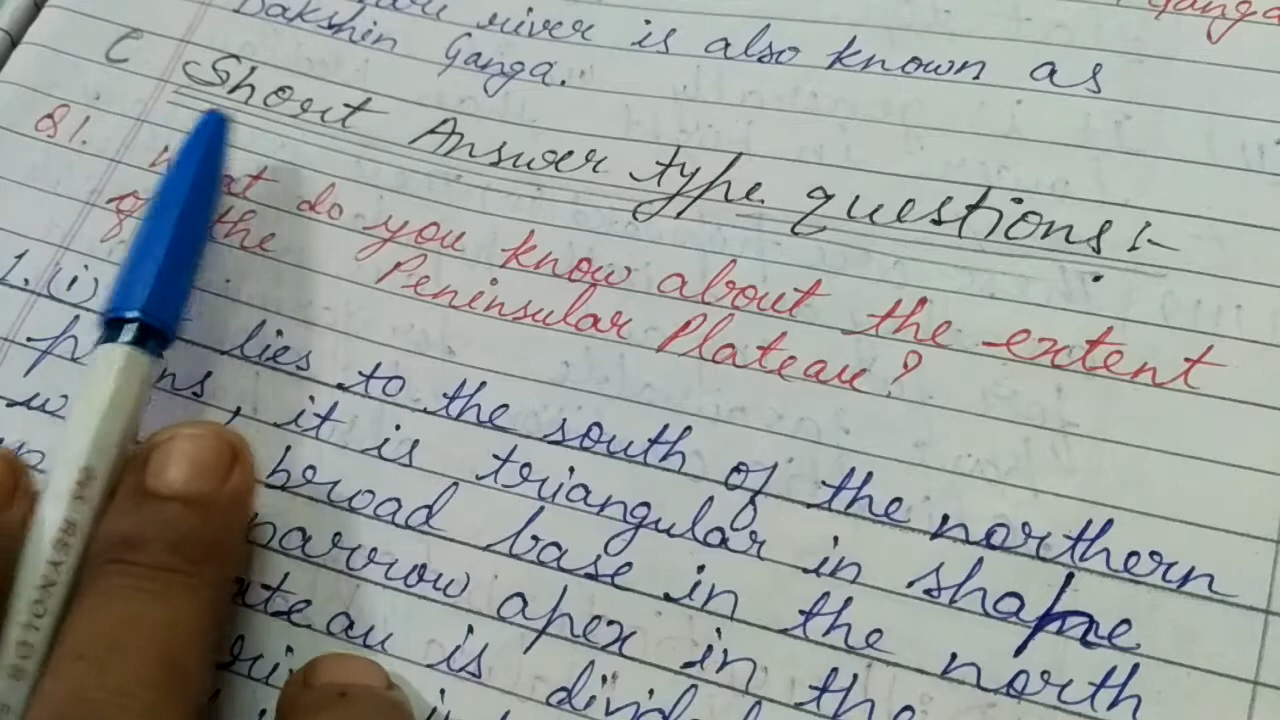 Ganga
river is also known as
Dakshin Ganga.
C Short Answer type questions :-
Q1. What do you know about the extent
of the Peninsular Plateau?
1. (i) lies to the south of the northern
, it is triangular in shape
broad base in the north
narrow apex in the
is